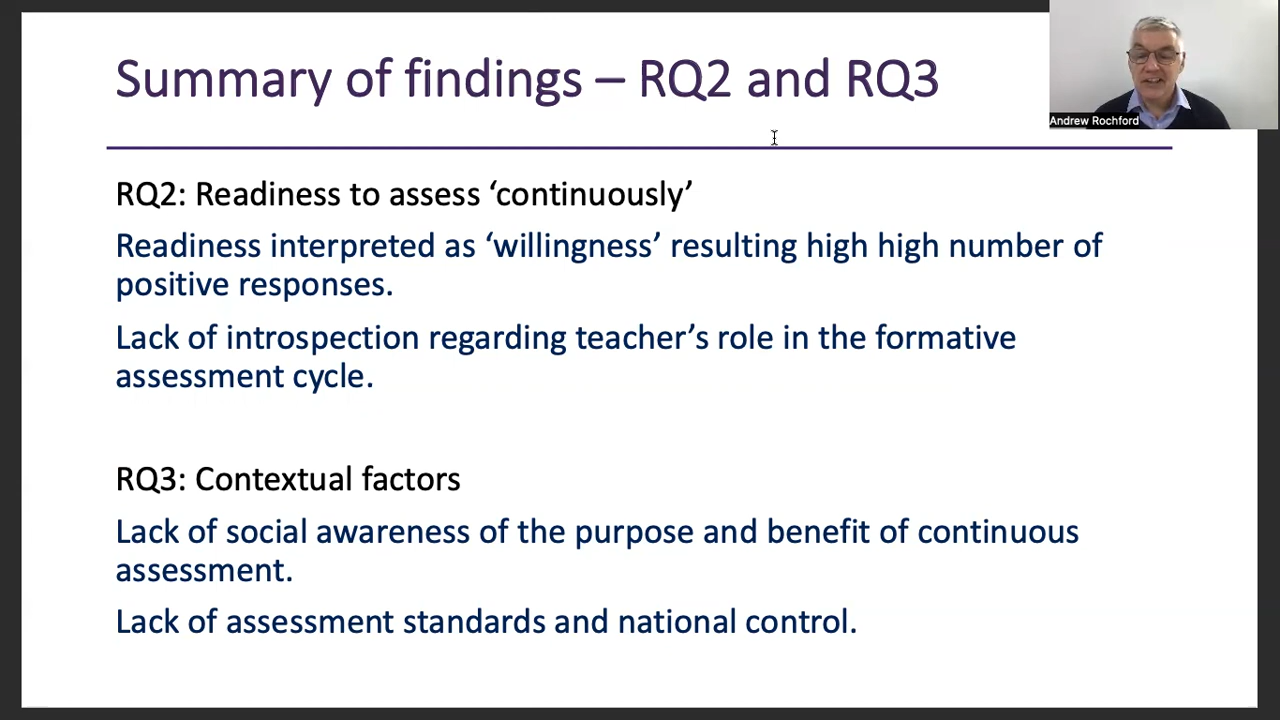 Summary of findings – RQ2 and RQ3
Andrew Rochford
RQ2: Readiness to assess ‘continuously’
Readiness interpreted as ‘willingness’ resulting high high number of
positive responses.
Lack of introspection regarding teacher’s role in the formative
assessment cycle.
RQ3: Contextual factors
Lack of social awareness of the purpose and benefit of continuous
assessment.
Lack of assessment standards and national control.